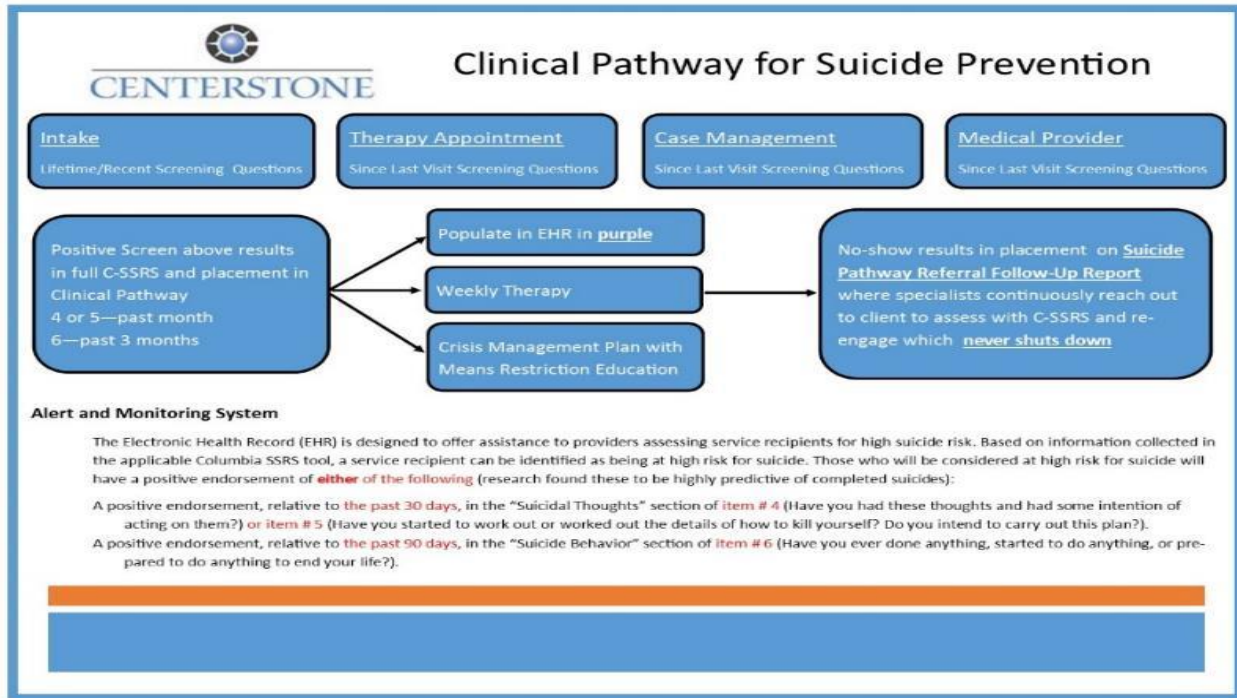 CENTERSTONE
Clinical Pathway for Suicide Prevention
Intake
Lifetime/Recent Screening Questions
Therapy Appointment
Since Last Visit Screening Questions
Case Management
Since Last Visit Screening Questions
Medical Provider
Since Last Visit Screening Questions
Positive Screen above results
in full C-SSRS and placement in
Clinical Pathway
4 or 5—past month
6—past 3 months
Populate in EHR in purple
Weekly Therapy
Crisis Management Plan with
Means Restriction Education
No-show results in placement on Suicide
Pathway Referral Follow-Up Report
where specialists continuously reach out
to client to assess with C-SSRS and re-
engage which never shuts down
Alert and Monitoring System
The Electronic Health Record (EHR) is designed to offer assistance to providers assessing service recipients for high suicide risk. Based on information collected in
the applicable Columbia SSRS tool, a service recipient can be identified as being at high risk for suicide. Those who will be considered at high risk for suicide will
have a positive endorsement of either of the following (research found these to be highly predictive of completed suicides):
A positive endorsement, relative to the past 30 days, in the “Suicidal Thoughts” section of item # 4 (Have you had these thoughts and had some intention of
acting on them?) or item # 5 (Have you started to work out or worked out the details of how to kill yourself? Do you intend to carry out this plan?).
A positive endorsement, relative to the past 90 days, in the “Suicide Behavior” section of item # 6 (Have you ever done anything, started to do anything, or pre-
pared to do anything to end your life?).